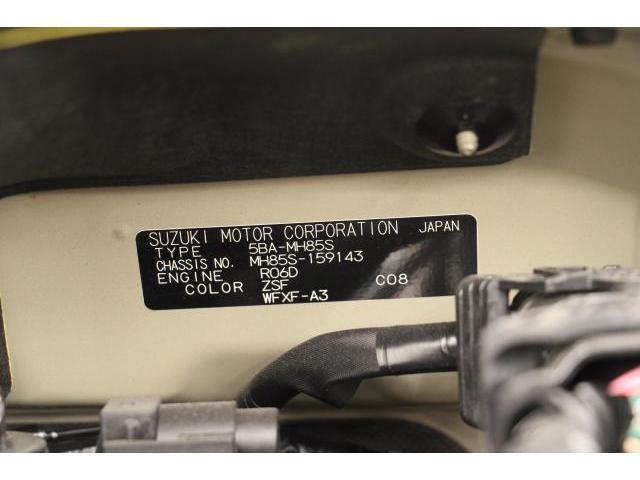 SUZUKI MOTOR CORPORATION JAPAN
TYPE 5BA-MH85S
CHASSIS NO. MH85S-159143
ENGINE R06D
COLOR ZSF C08
WFXF-A3